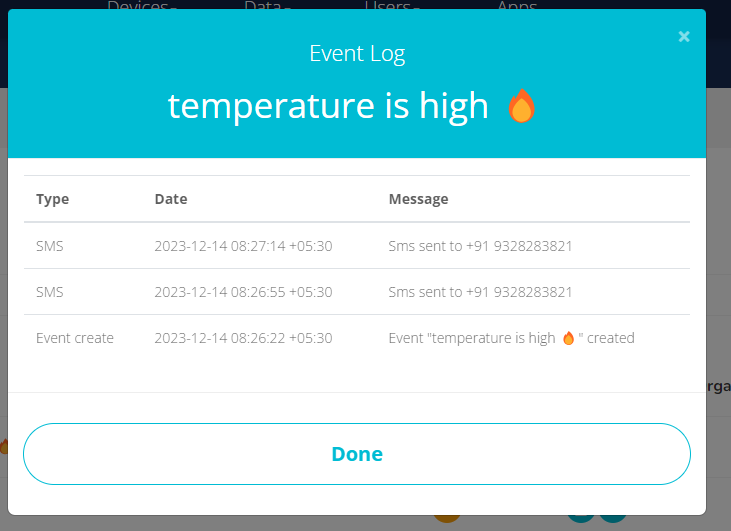 Devices Data Users Apps
×
Event Log
temperature is high 🔥
Type Date Message
SMS 2023-12-14 08:27:14 +05:30 Sms sent to +91 9328283821
SMS 2023-12-14 08:26:55 +05:30 Sms sent to +91 9328283821
Event create 2023-12-14 08:26:22 +05:30 Event "temperature is high 🔥" created
rga
Done